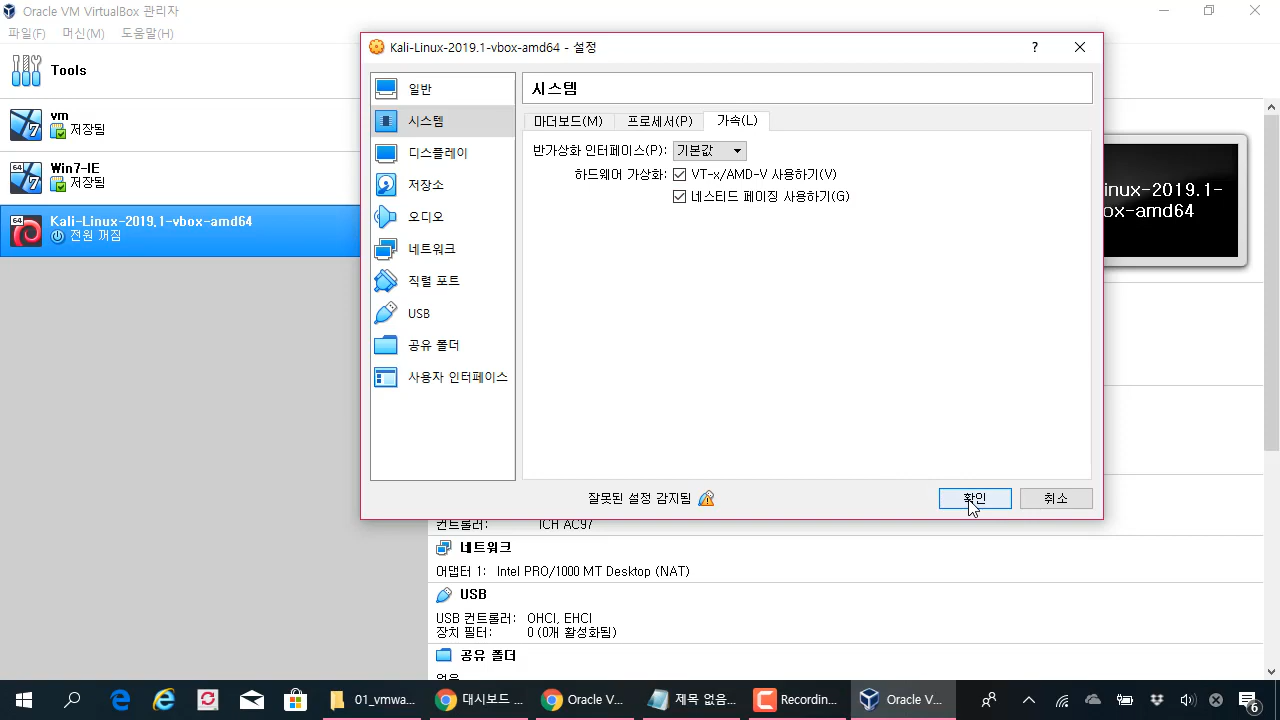 Oracle VM VirtualBox 관리자
파일(F) 머신(M) 도움말(H)
Tools
vm
저장됨
Win7-IE
저장됨
64
Kali-Linux-2019.1-vbox-amd64
전원 꺼짐
Kali-Linux-2019.1-vbox-amd64 - 설정
?
일반
시스템
디스플레이
저장소
오디오
네트워크
직렬 포트
USB
공유 폴더
사용자 인터페이스
시스템
마더보드(M) 프로세서(P) 가속(L)
반가상화 인터페이스(P): 기본값
하드웨어 가상화: VT-x/AMD-V 사용하기(V)
네스티드 페이징 사용하기(G)
잘못된 설정 감지됨
확인 취소
inux-2019.1-
ox-amd64
컨트롤러: ICH AC97
네트워크
어댑터 1: Intel PRO/1000 MT Desktop (NAT)
USB
USB 컨트롤러: OHCI, EHCI
장치 필터: 0 (0개 활성화됨)
공유 폴더
01_vmwa... 대시보드 ... Oracle V... 제목 없음... Recording... Oracle V... 6